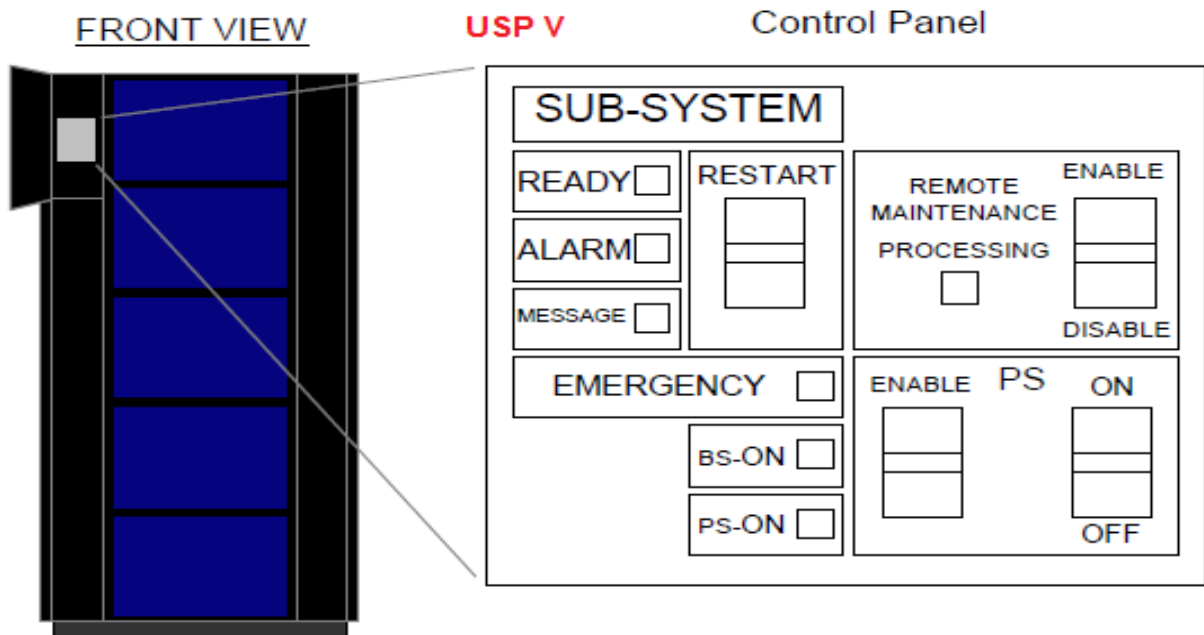 FRONT VIEW
USP V
Control Panel
SUB-SYSTEM
READY
ALARM
MESSAGE
RESTART
REMOTE
MAINTENANCE
PROCESSING
ENABLE
DISABLE
EMERGENCY
BS-ON
PS-ON
ENABLE
PS
ON
OFF